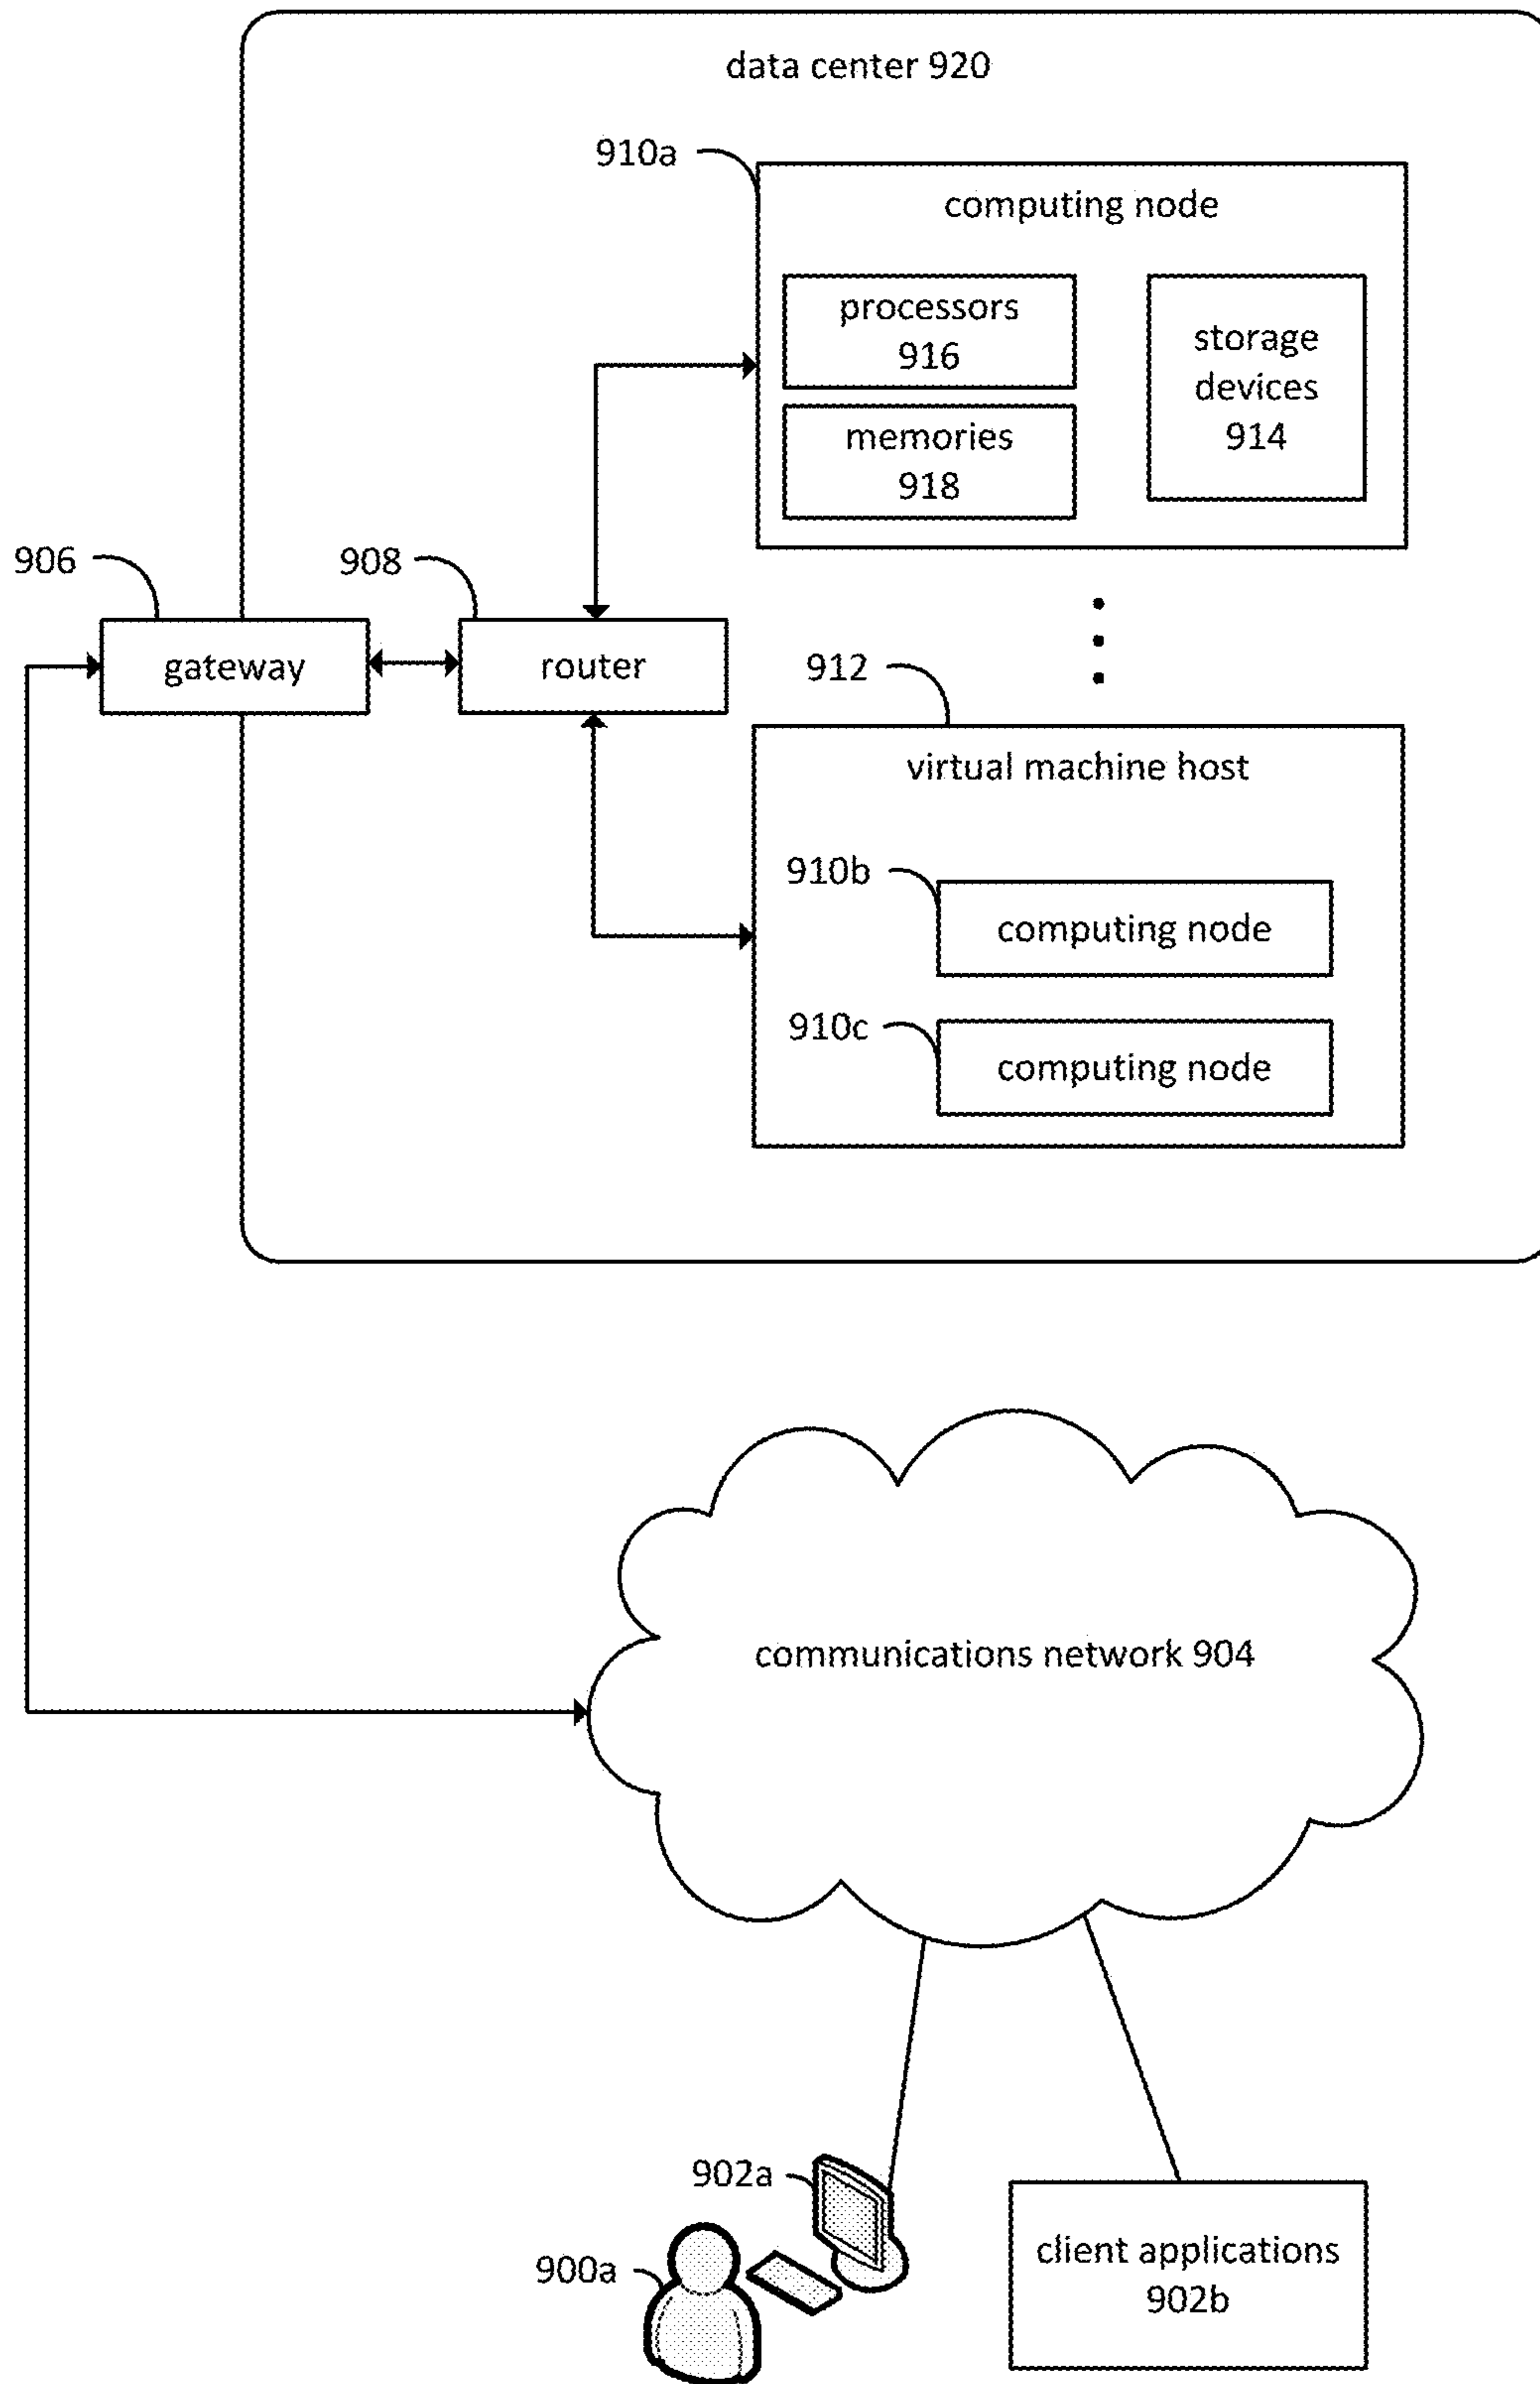 data center 920
910a
computing node
processors
916
storage
devices
914
memories
918
906
908
gateway
router
912
virtual machine host
910b
computing node
910c
computing node
communications network 904
902a
900a
client applications
902b